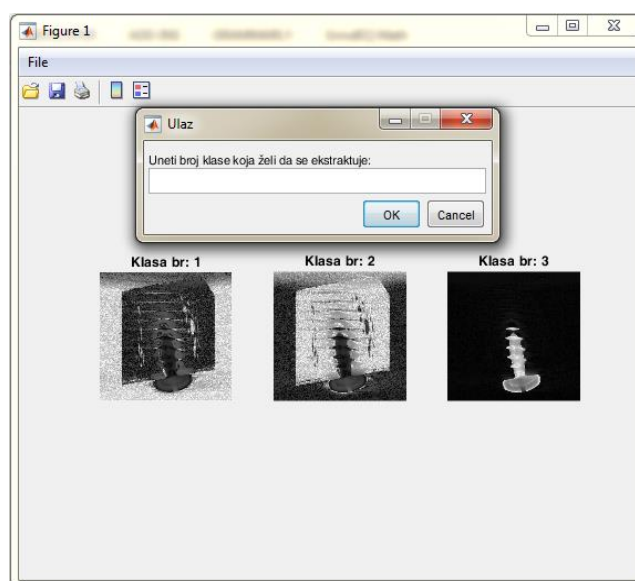 Figure 1
File
Ulaz
Uneti broj klase koja želi da se ekstraktuje:
OK
Cancel
Klasa br: 1
Klasa br: 2
Klasa br: 3